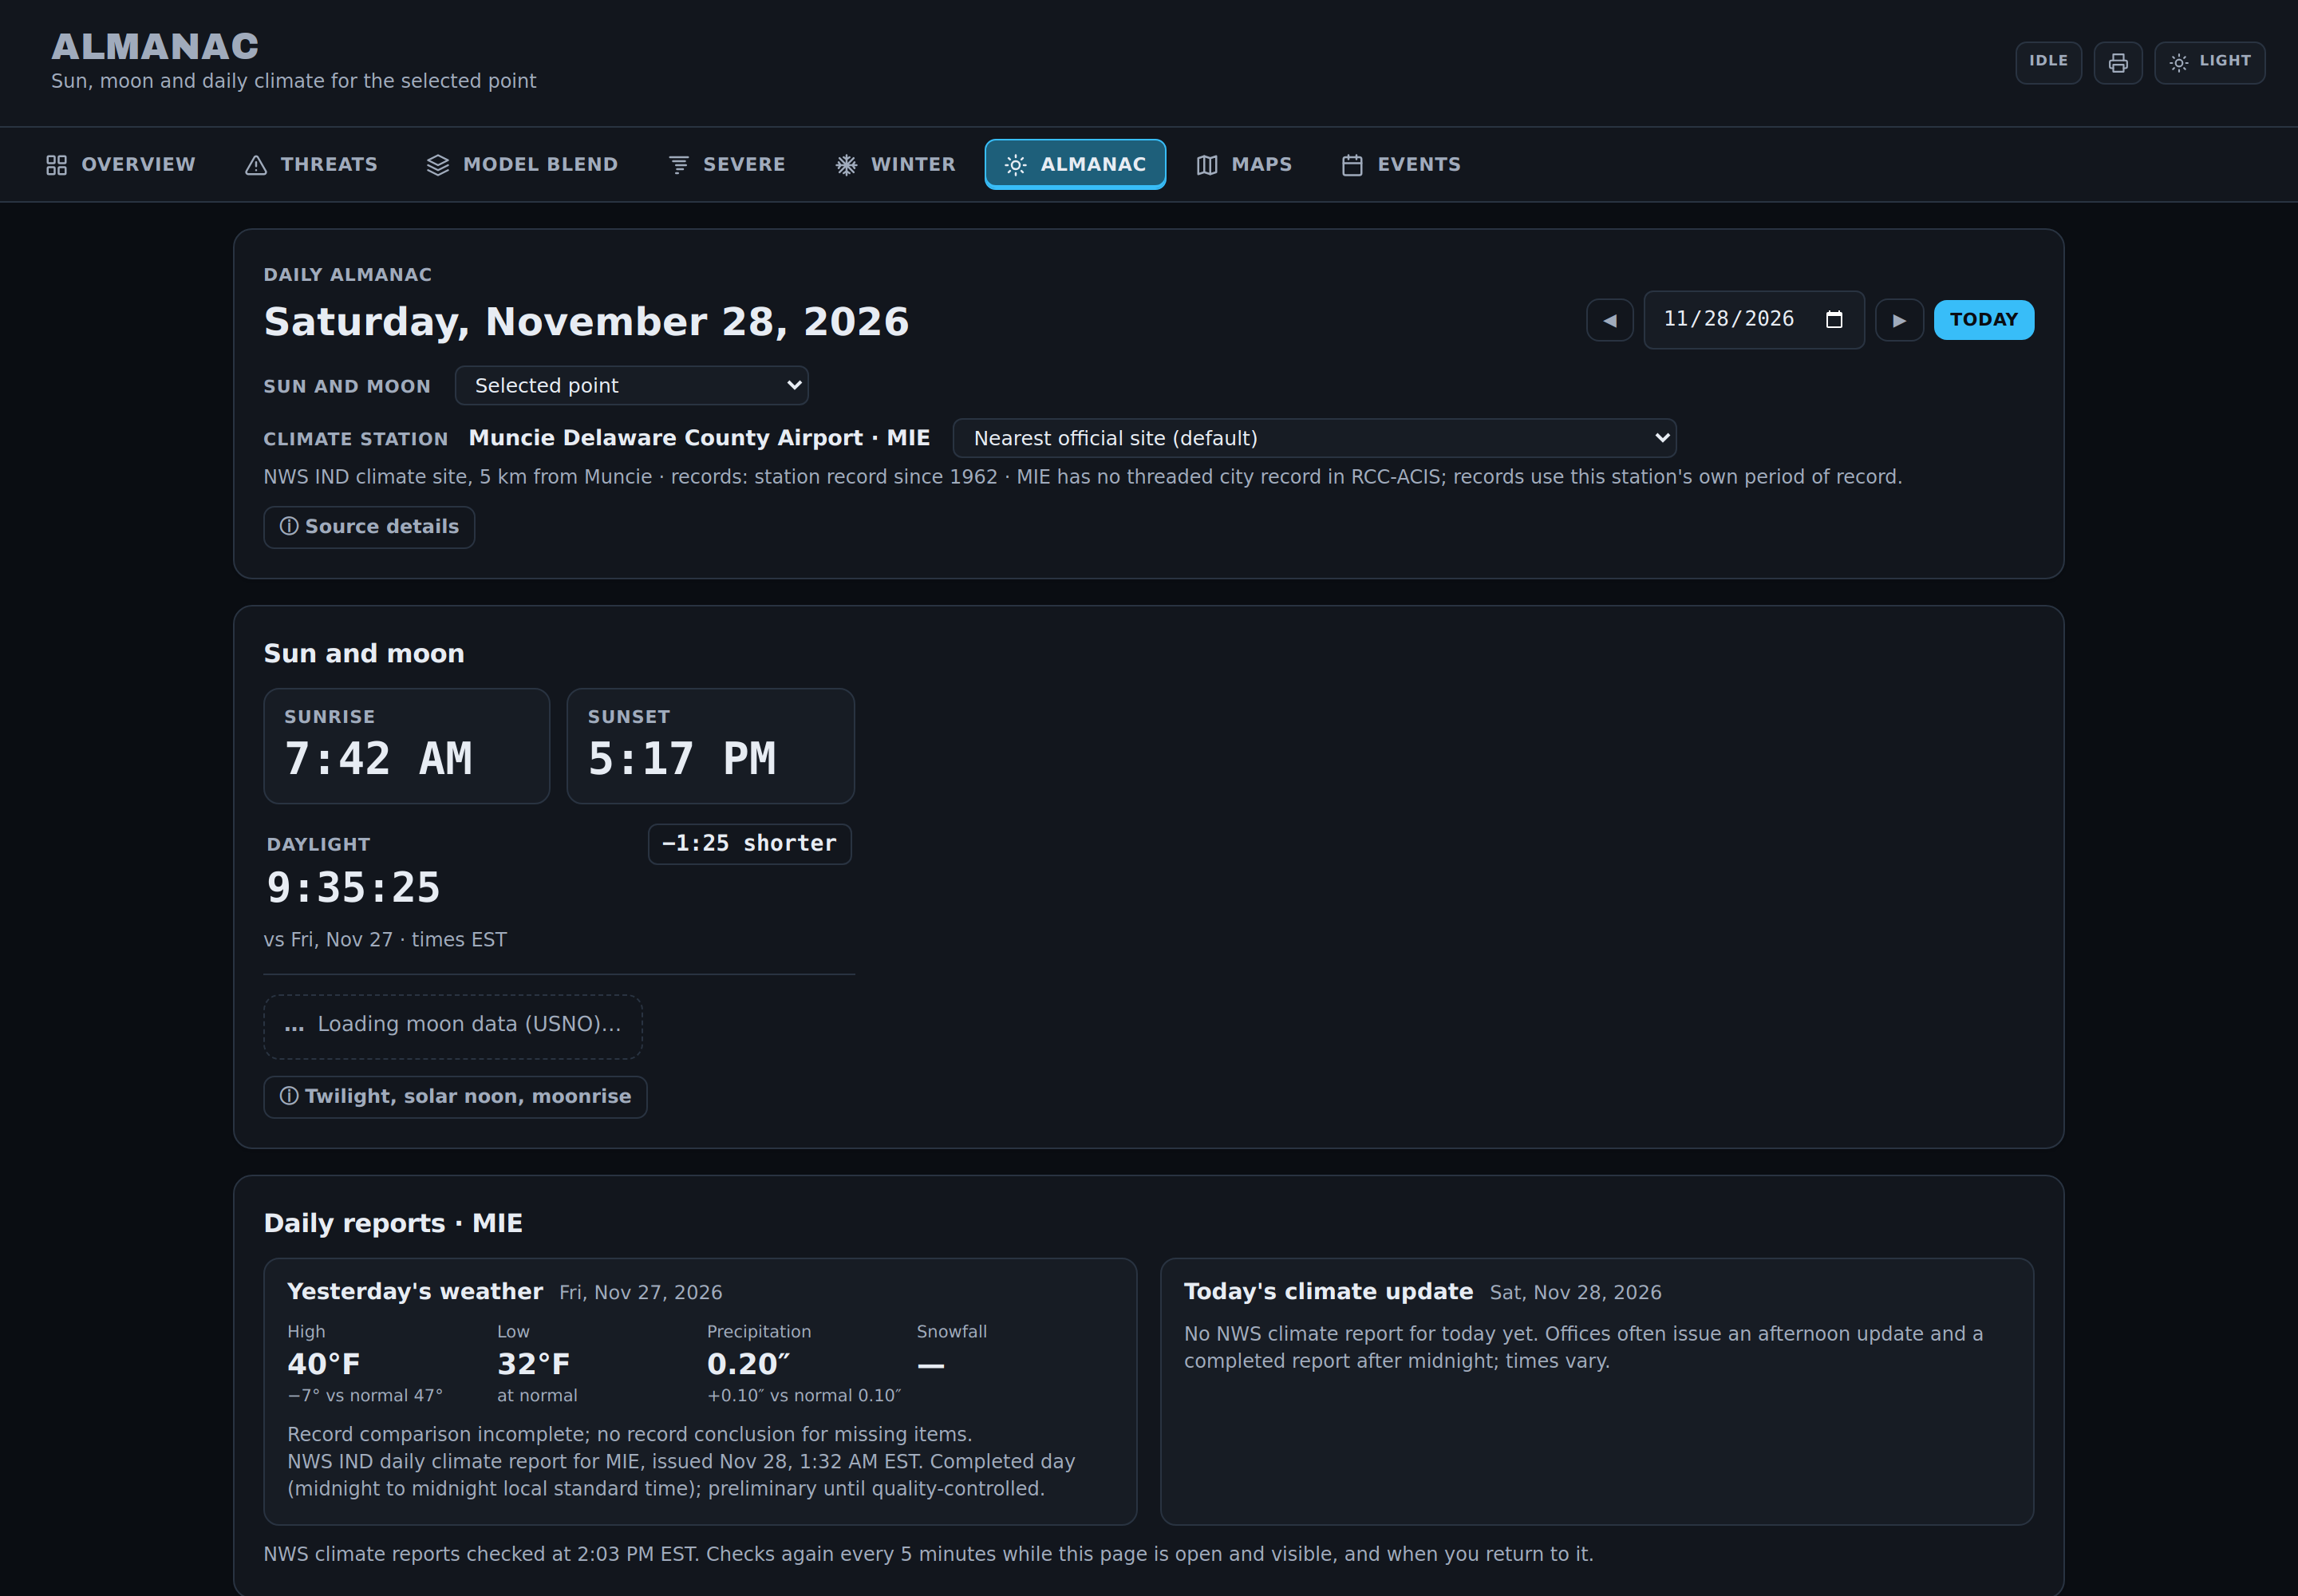 ALMANAC
Sun, moon and daily climate for the selected point
IDLE
LIGHT
OVERVIEW
THREATS
MODEL BLEND
SEVERE
WINTER
ALMANAC
MAPS
EVENTS
DAILY ALMANAC
Saturday, November 28, 2026
◀
11/28/2026
▶
TODAY
SUN AND MOON
Selected point
CLIMATE STATION
Muncie Delaware County Airport · MIE
Nearest official site (default)
NWS IND climate site, 5 km from Muncie · records: station record since 1962 · MIE has no threaded city record in RCC-ACIS; records use this station's own period of record.
ⓘ Source details
Sun and moon
SUNRISE
7:42 AM
SUNSET
5:17 PM
DAYLIGHT
−1:25 shorter
9:35:25
vs Fri, Nov 27 · times EST
… Loading moon data (USNO)…
ⓘ Twilight, solar noon, moonrise
Daily reports · MIE
Yesterday's weather Fri, Nov 27, 2026
High
40°F
−7° vs normal 47°
Low
32°F
at normal
Precipitation
0.20″
+0.10″ vs normal 0.10″
Snowfall
—
Record comparison incomplete; no record conclusion for missing items.
NWS IND daily climate report for MIE, issued Nov 28, 1:32 AM EST. Completed day
(midnight to midnight local standard time); preliminary until quality-controlled.
Today's climate update Sat, Nov 28, 2026
No NWS climate report for today yet. Offices often issue an afternoon update and a
completed report after midnight; times vary.
NWS climate reports checked at 2:03 PM EST. Checks again every 5 minutes while this page is open and visible, and when you return to it.